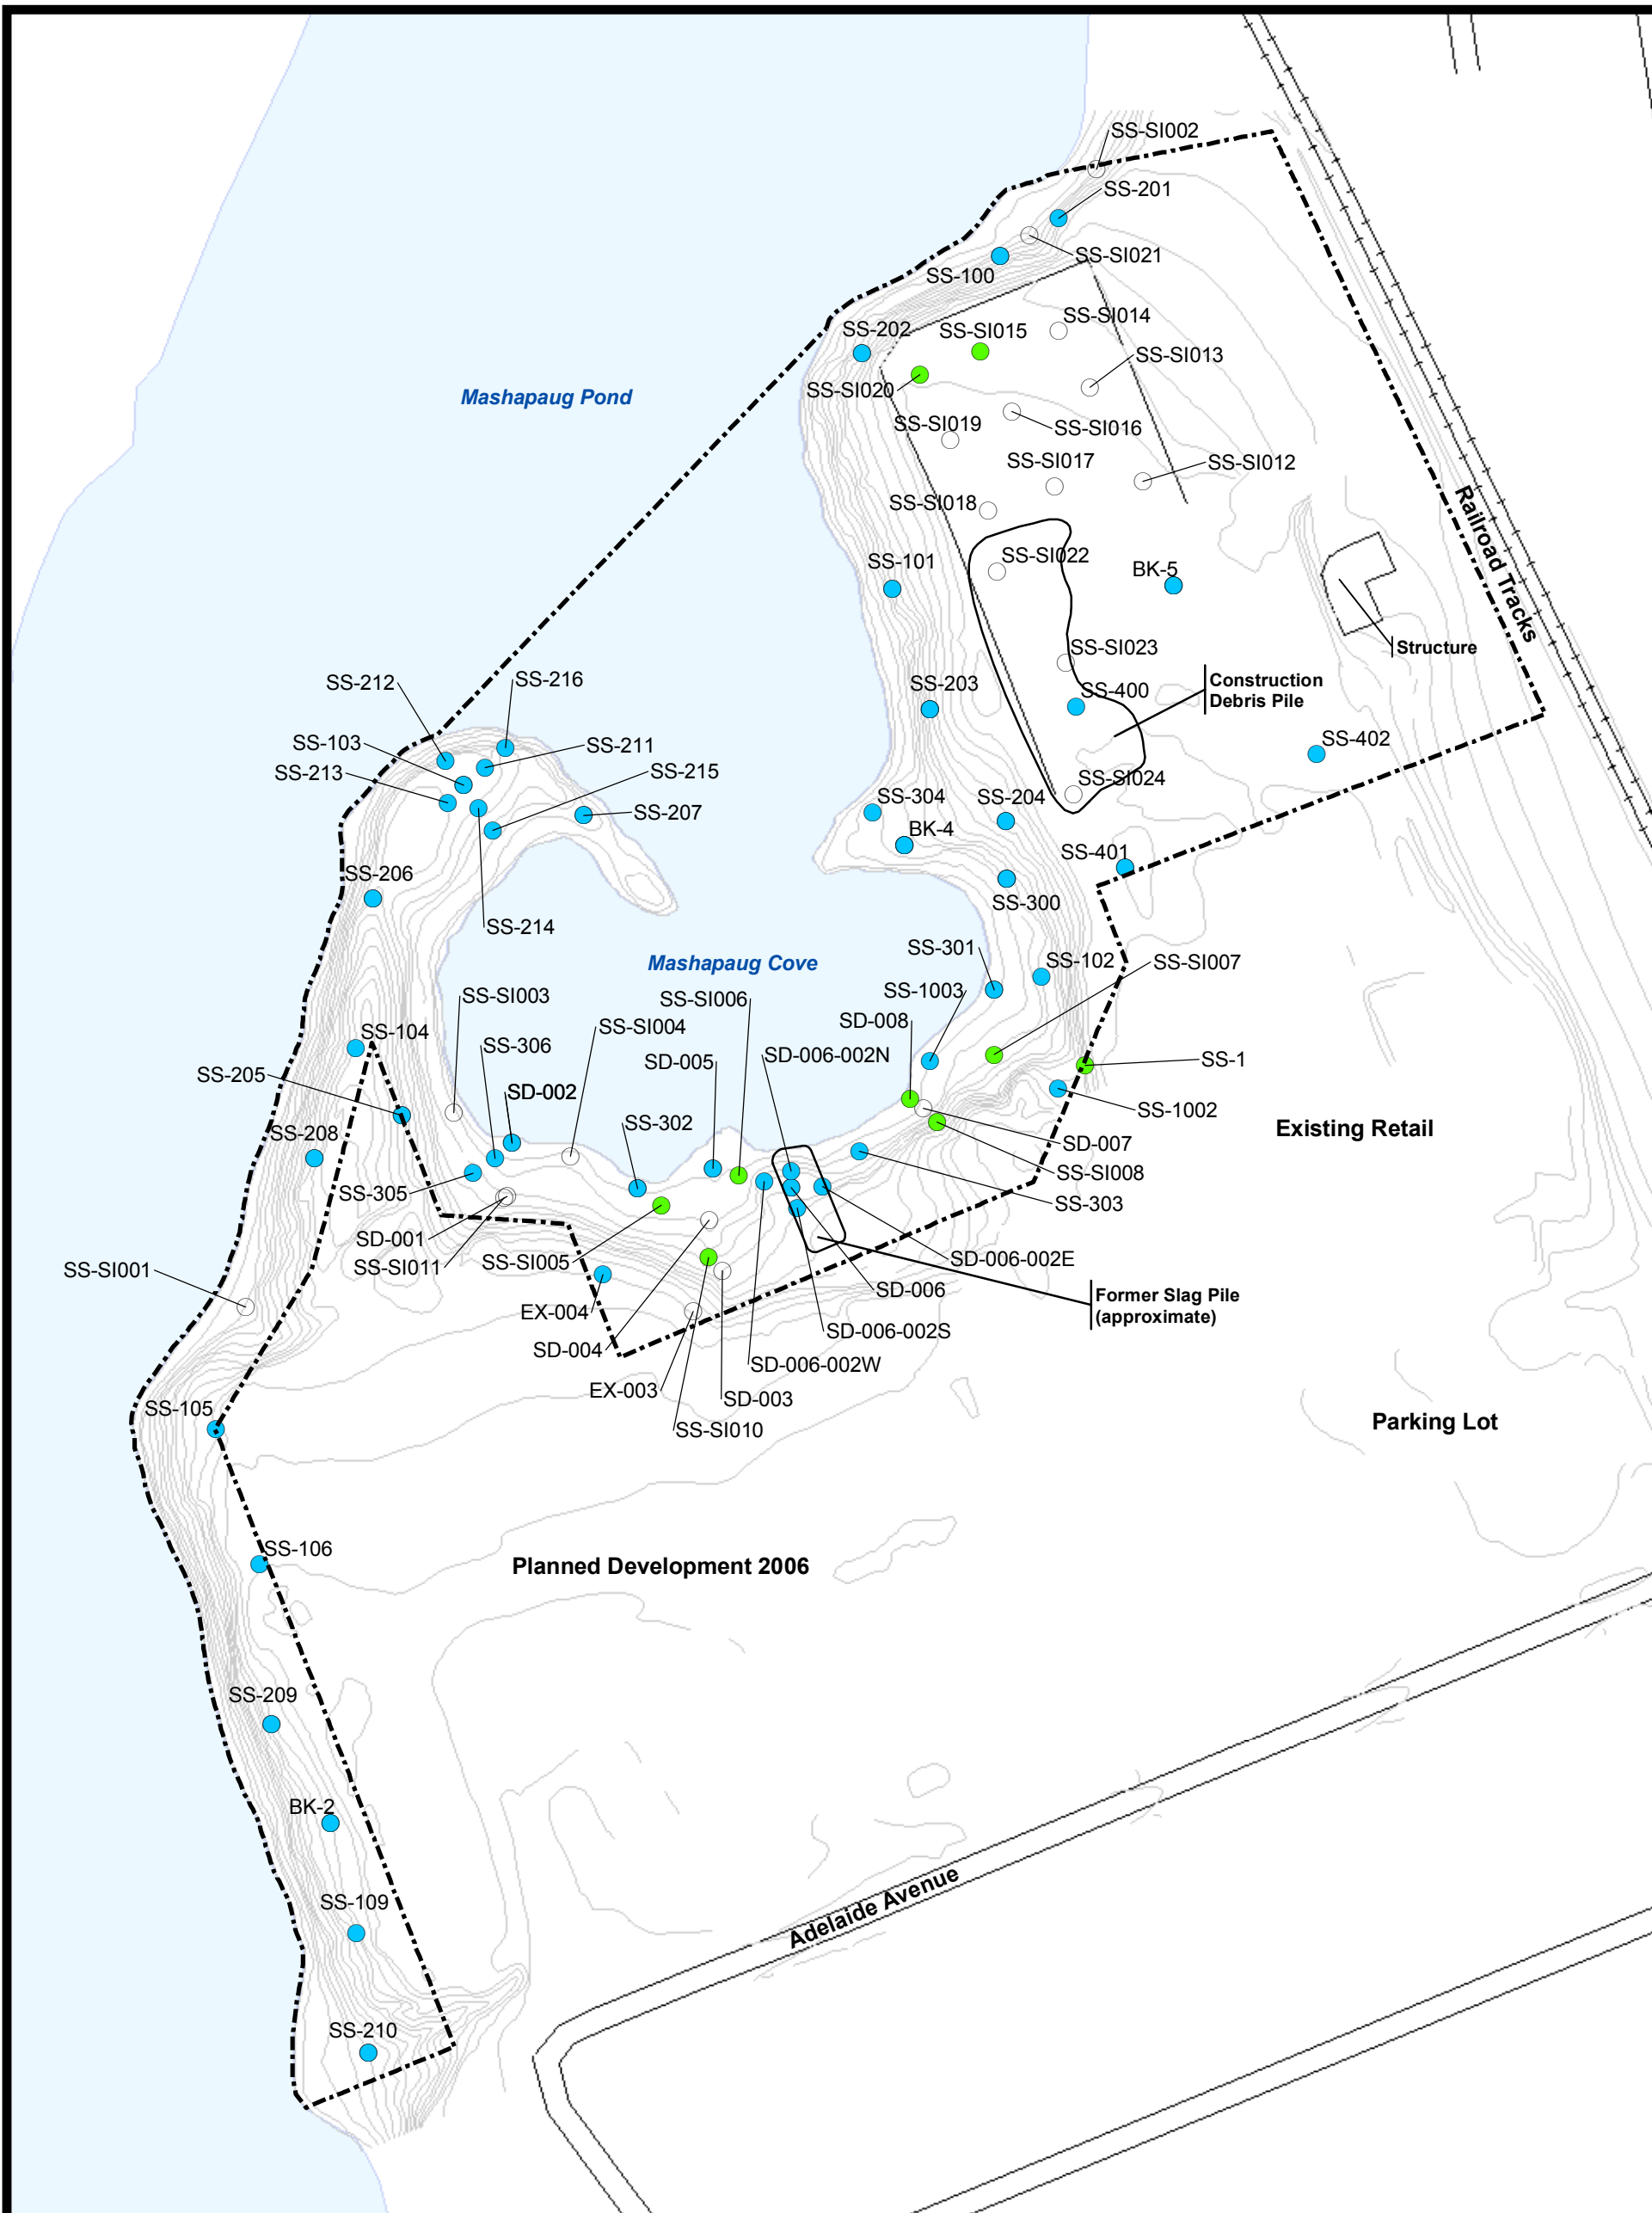 SS-SI002
SS-201
SS-SI021
SS-100
SS-SI014
SS-202
SS-SI015
SS-SI013
SS-SI020
Mashapaug Pond
SS-SI019
SS-SI016
SS-SI017
SS-SI012
SS-SI018
SS-SI022
SS-101
BK-5
Railroad Tracks
Structure
SS-SI023
SS-212
SS-216
SS-203
SS-400
Construction
Debris Pile
SS-103
SS-211
SS-402
SS-213
SS-215
SS-SI024
SS-207
SS-304
SS-204
BK-4
SS-401
SS-206
SS-300
SS-214
SS-301
Mashapaug Cove
SS-102
SS-SI007
SS-1003
SS-SI003
SS-SI006
SD-008
SS-SI004
SS-104
SS-306
SD-005
SD-006-002N
SS-1
SS-205
SD-002
SS-1002
SS-302
Existing Retail
SS-208
SD-007
SS-SI008
SS-305
SS-303
SD-001
SS-SI011
SS-SI005
SD-006-002E
SS-SI001
SD-006
Former Slag Pile
(approximate)
EX-004
SD-006-002S
SD-004
SD-006-002W
EX-003
SD-003
SS-105
SS-SI010
Parking Lot
SS-106
Planned Development 2006
SS-209
BK-2
Adelaide Avenue
SS-109
SS-210